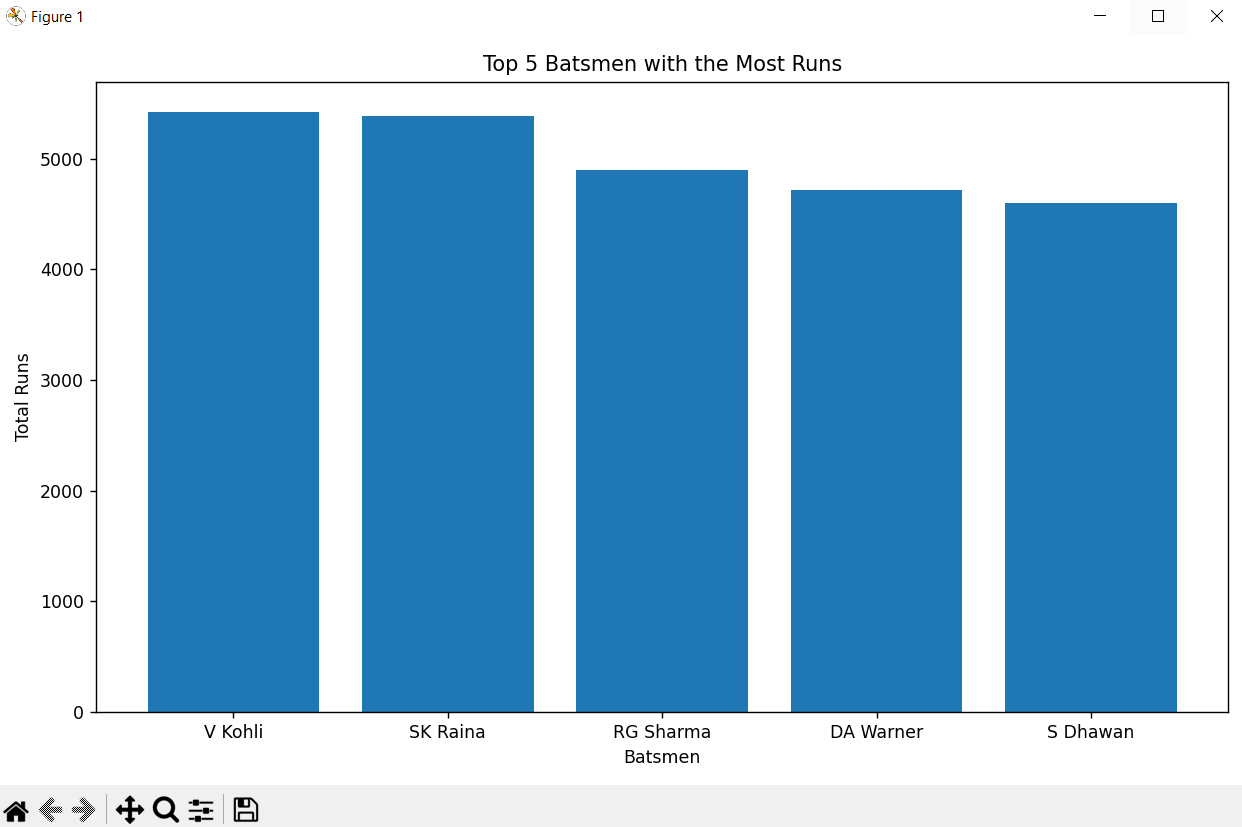 Figure 1
Top 5 Batsmen with the Most Runs
Total Runs
5000
4000
3000
2000
1000
0
V Kohli SK Raina RG Sharma DA Warner S Dhawan
Batsmen